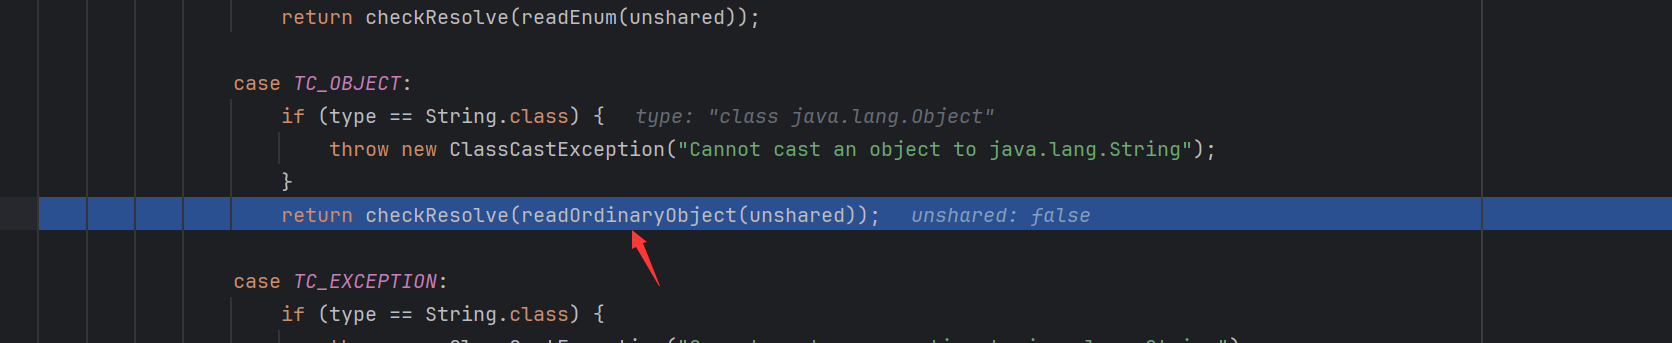 return checkResolve(readEnum(unshared));
case TC_OBJECT:
if (type == String.class) { type: "class java.lang.Object"
throw new ClassCastException("Cannot cast an object to java.lang.String");
}
return checkResolve(readOrdinaryObject(unshared)); unshared: false
case TC_EXCEPTION:
if (type == String.class) {